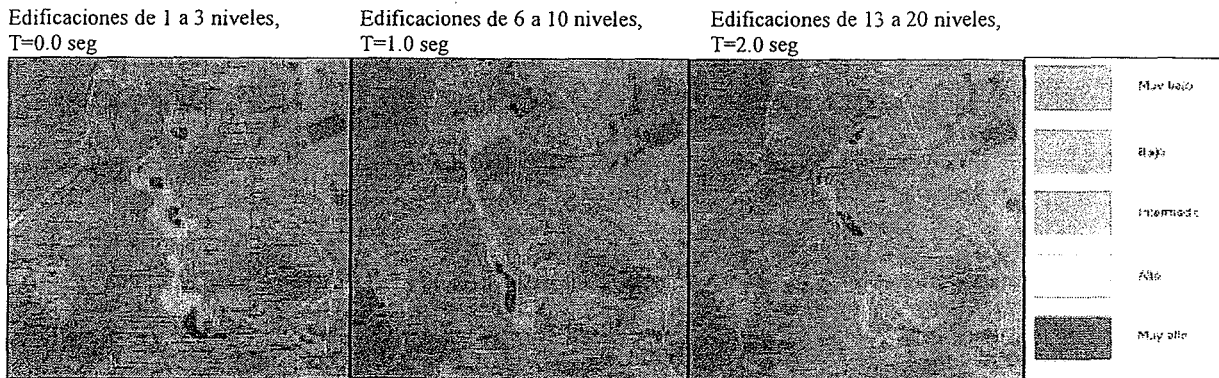 Edificaciones de 1 a 3 niveles,
T=0.0 seg
Edificaciones de 6 a 10 niveles,
T=1.0 seg
Edificaciones de 13 a 20 niveles,
T=2.0 seg
Muy bajo
Bajo
Intermedio
Alto
Muy alto